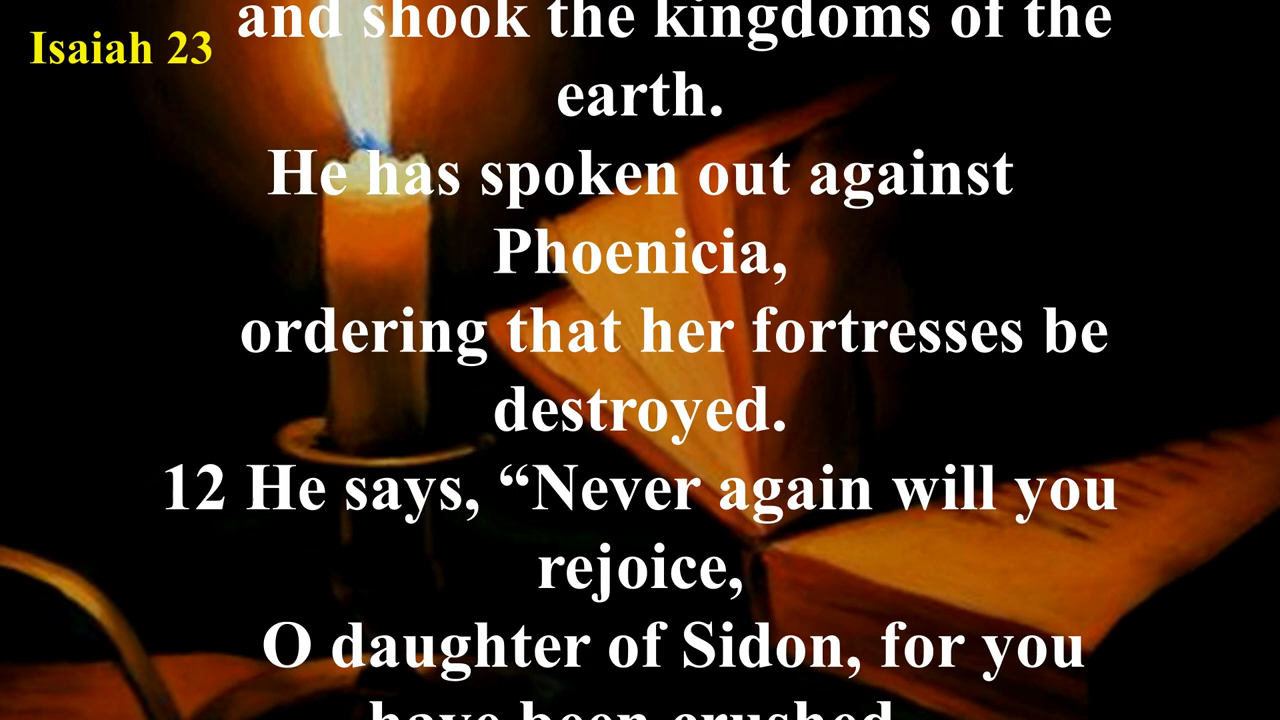 Isaiah 23
and shook the kingdoms of the
earth.
He has spoken out against
Phoenicia,
ordering that her fortresses be
destroyed.
12 He says, “Never again will you
rejoice,
O daughter of Sidon, for you
have been crushed.